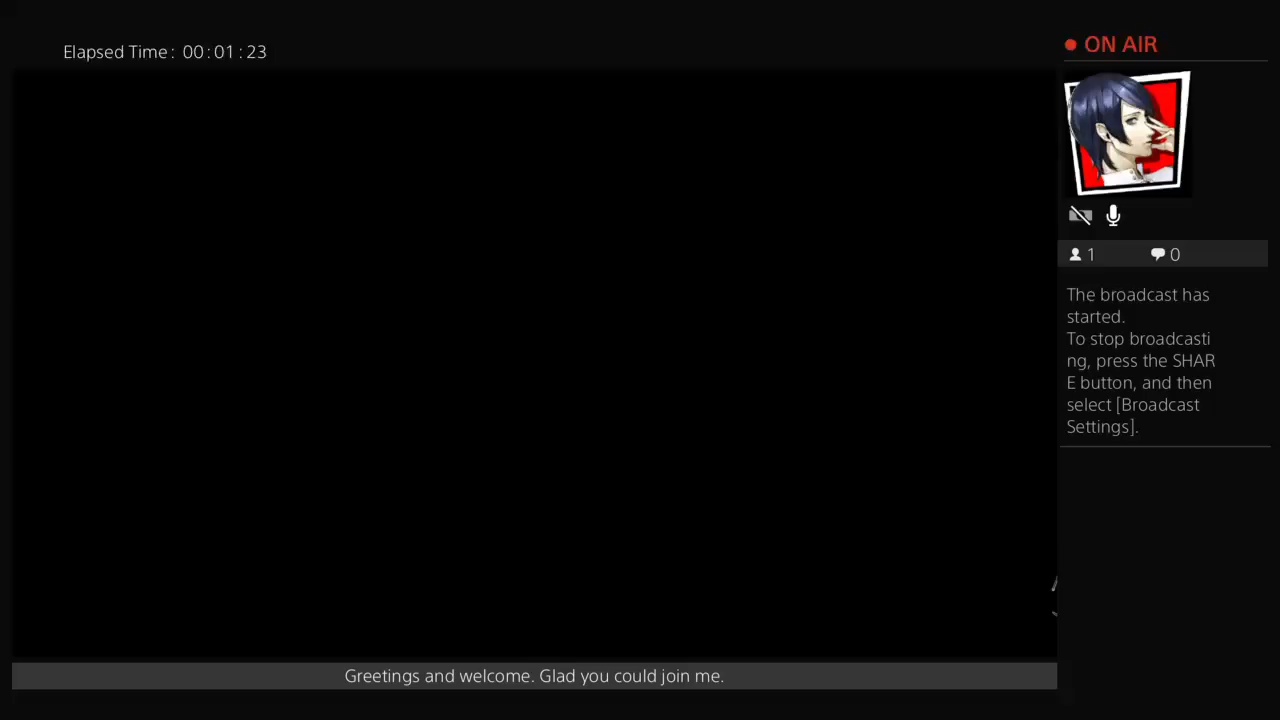 Elapsed Time: 00:01:23
ON AIR
1 0
The broadcast has
started.
To stop broadcasti
ng, press the SHAR
E button, and then
select [Broadcast
Settings].
Greetings and welcome. Glad you could join me.